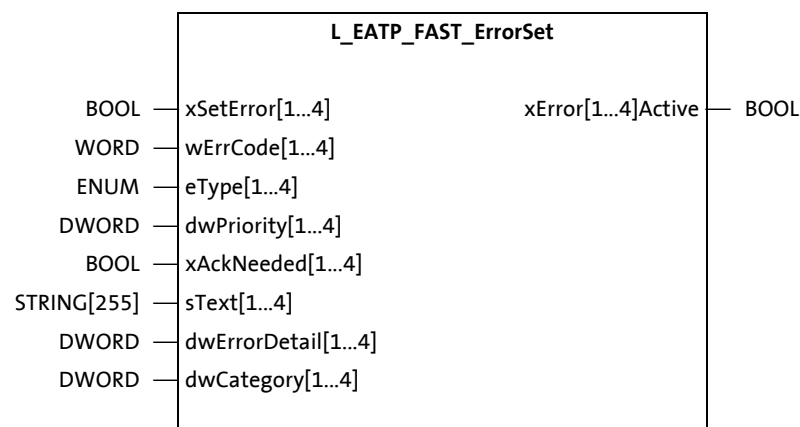 L_EATP_FAST_ErrorSet
BOOL xSetError[1...4] xError[1...4]Active BOOL
WORD wErrCode[1...4]
ENUM eType[1...4]
DWORD dwPriority[1...4]
BOOL xAckNeeded[1...4]
STRING[255] sText[1...4]
DWORD dwErrorDetail[1...4]
DWORD dwCategory[1...4]